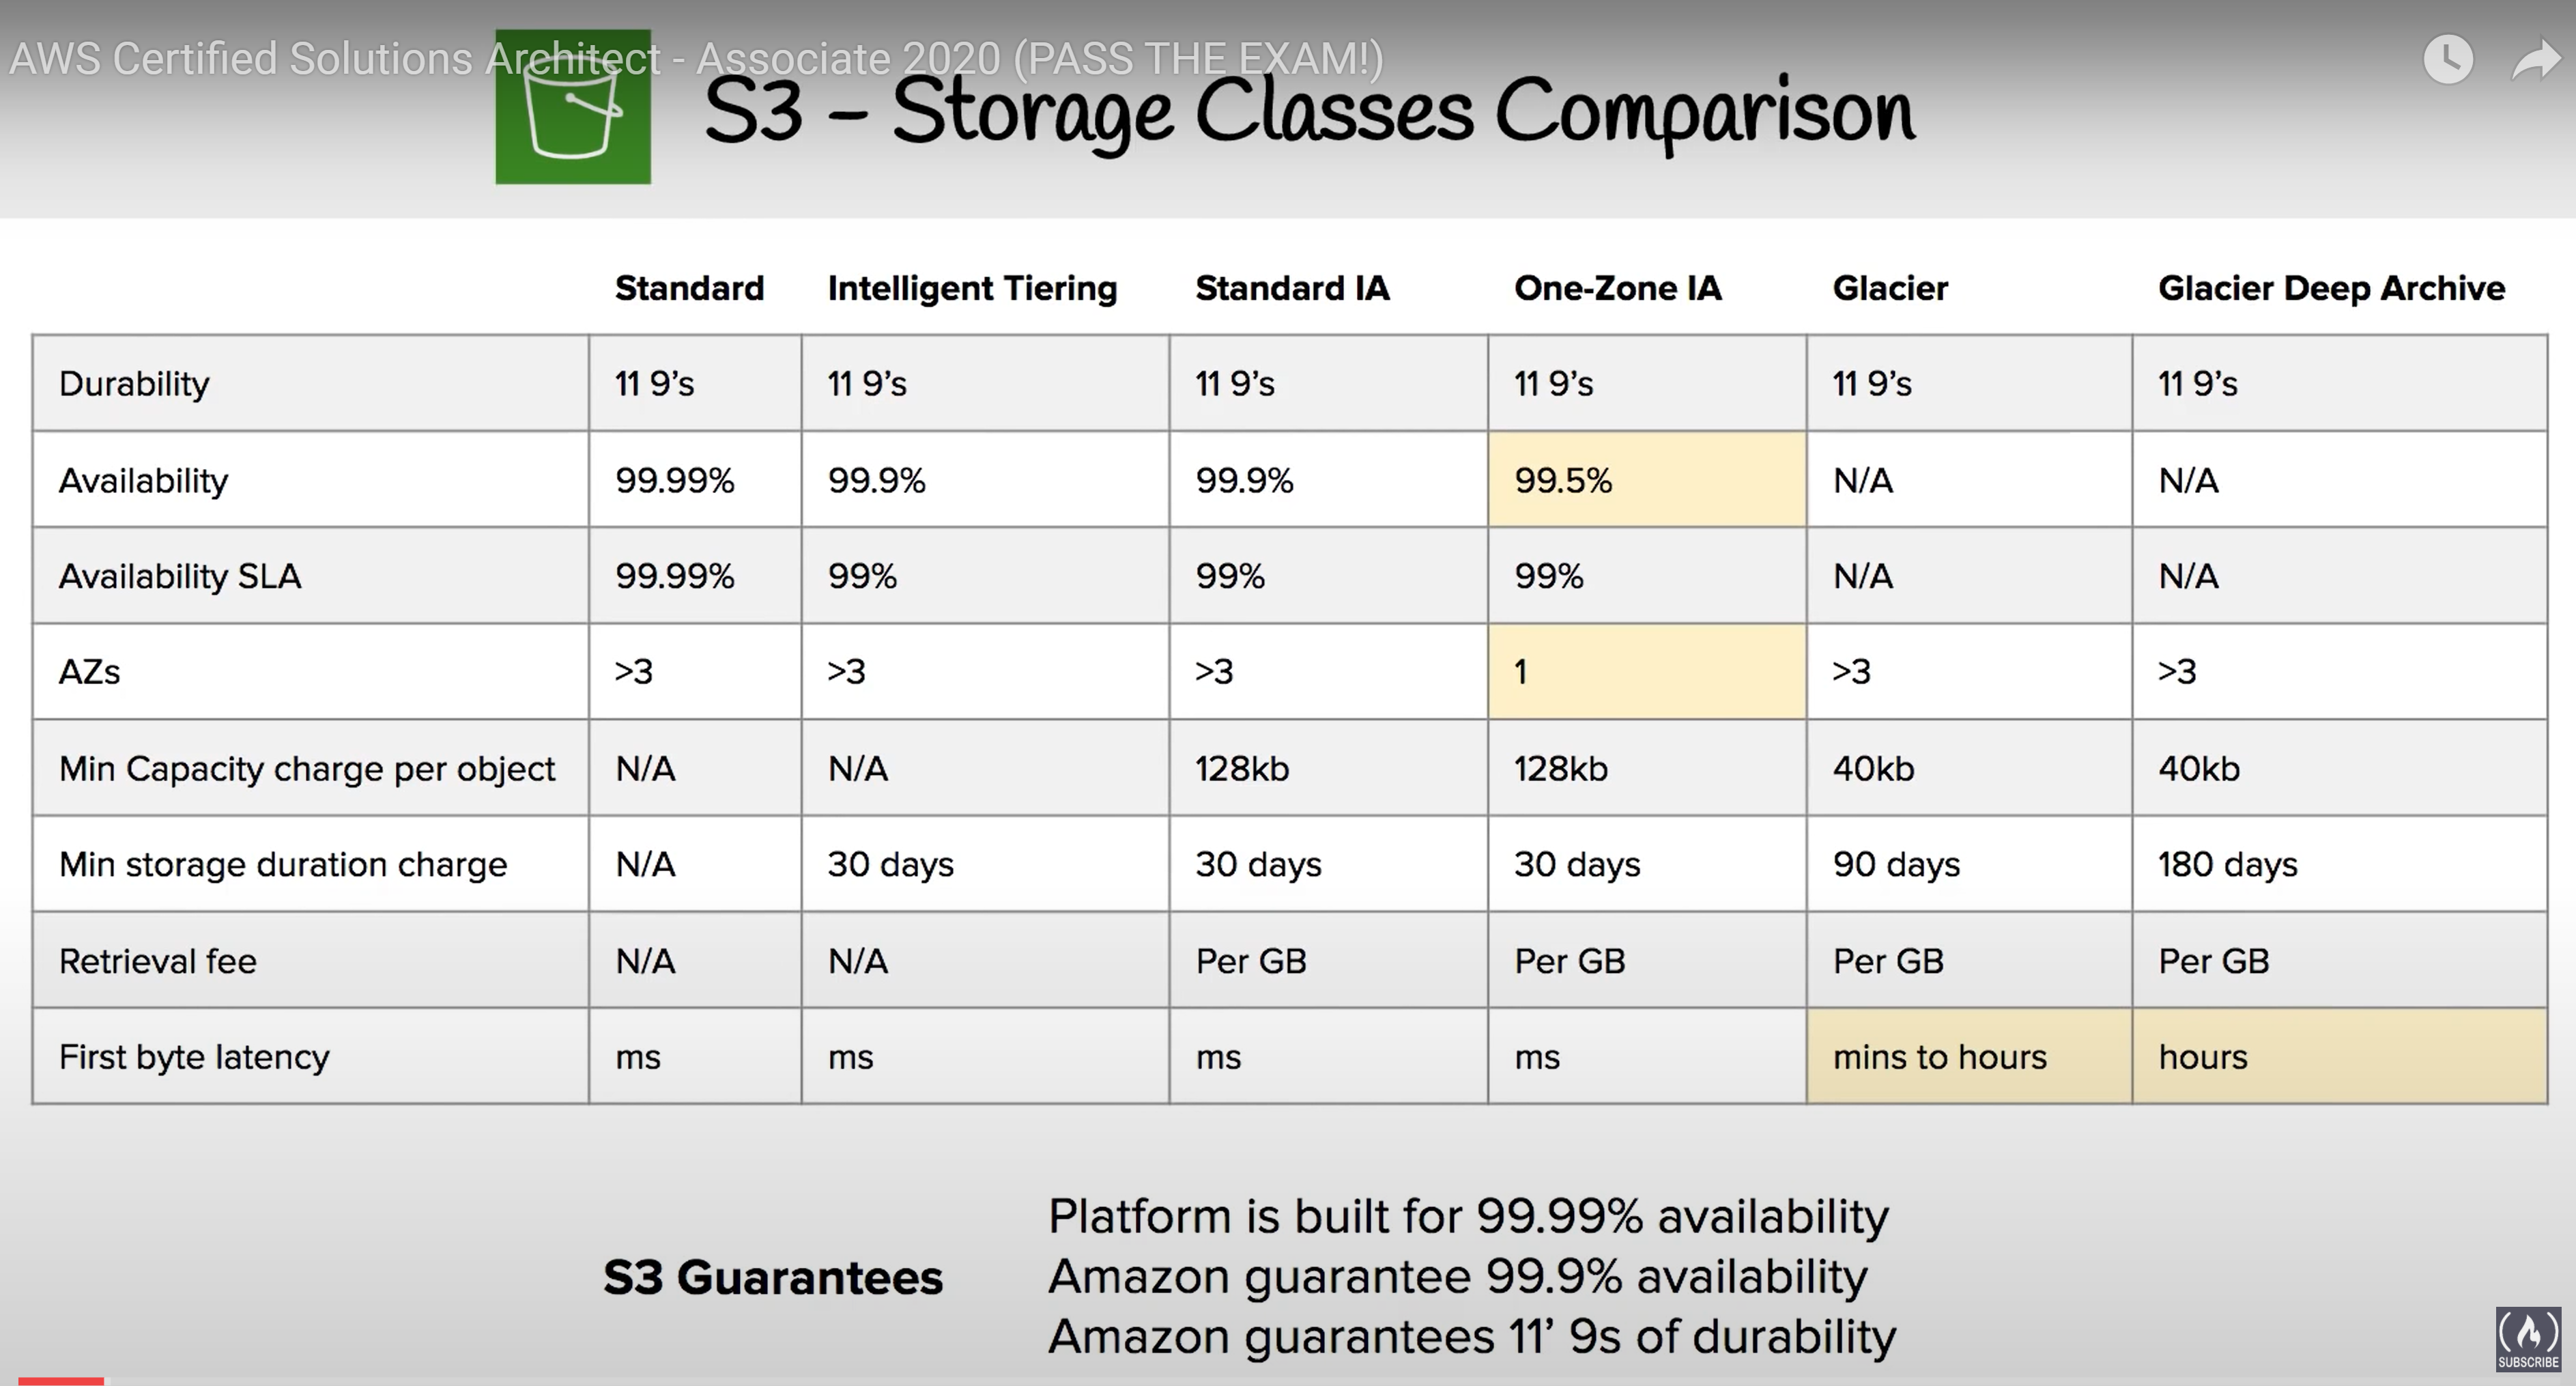 AWS Certified Solutions Architect - Associate 2020 (PASS THE EXAM!)
S3 – Storage Classes Comparison
Standard Intelligent Tiering Standard IA One-Zone IA Glacier Glacier Deep Archive
Durability 11 9’s 11 9’s 11 9’s 11 9’s 11 9’s 11 9’s
Availability 99.99% 99.9% 99.9% 99.5% N/A N/A
Availability SLA 99.99% 99% 99% 99% N/A N/A
AZs >3 >3 >3 1 >3 >3
Min Capacity charge per object N/A N/A 128kb 128kb 40kb 40kb
Min storage duration charge N/A 30 days 30 days 30 days 90 days 180 days
Retrieval fee N/A N/A Per GB Per GB Per GB Per GB
First byte latency ms ms ms ms mins to hours hours
S3 Guarantees
Platform is built for 99.99% availability
Amazon guarantee 99.9% availability
Amazon guarantees 11’ 9s of durability
SUBSCRIBE